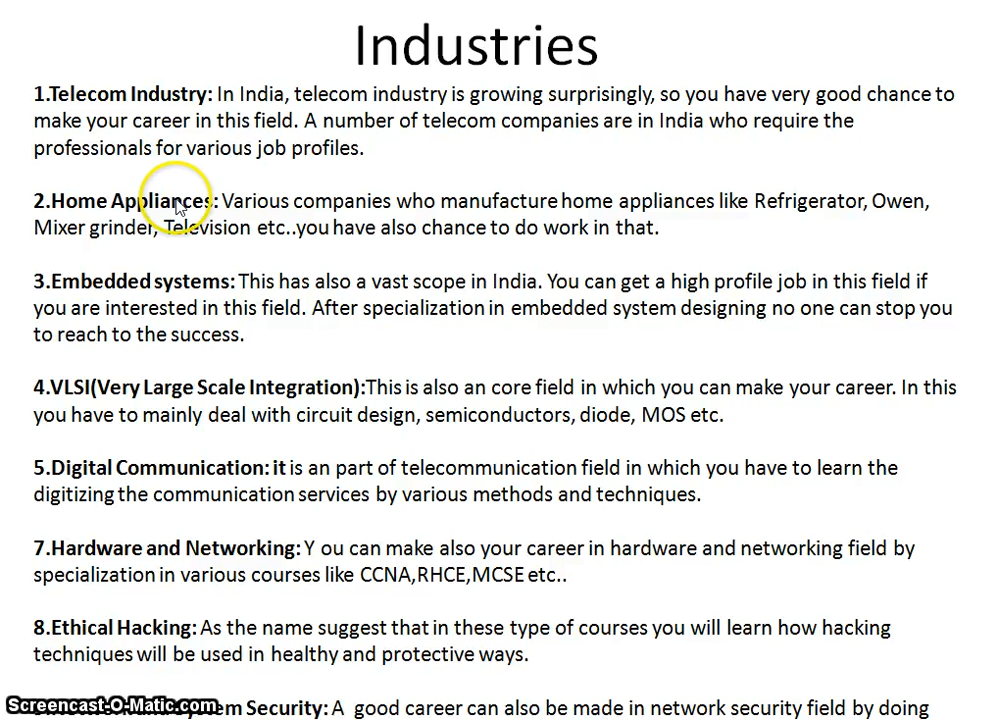 Industries
1.Telecom Industry: In India, telecom industry is growing surprisingly, so you have very good chance to
make your career in this field. A number of telecom companies are in India who require the
professionals for various job profiles.
2.Home Appliances: Various companies who manufacture home appliances like Refrigerator, Owen,
Mixer grinder, Television etc..you have also chance to do work in that.
3.Embedded systems: This has also a vast scope in India. You can get a high profile job in this field if
you are interested in this field. After specialization in embedded system designing no one can stop you
to reach to the success.
4.VLSI(Very Large Scale Integration):This is also an core field in which you can make your career. In this
you have to mainly deal with circuit design, semiconductors, diode, MOS etc.
5.Digital Communication: it is an part of telecommunication field in which you have to learn the
digitizing the communication services by various methods and techniques.
7.Hardware and Networking: Y ou can make also your career in hardware and networking field by
specialization in various courses like CCNA,RHCE,MCSE etc..
8.Ethical Hacking: As the name suggest that in these type of courses you will learn how hacking
techniques will be used in healthy and protective ways.
System Security: A good career can also be made in network security field by doing
Screencast-O-Matic.com